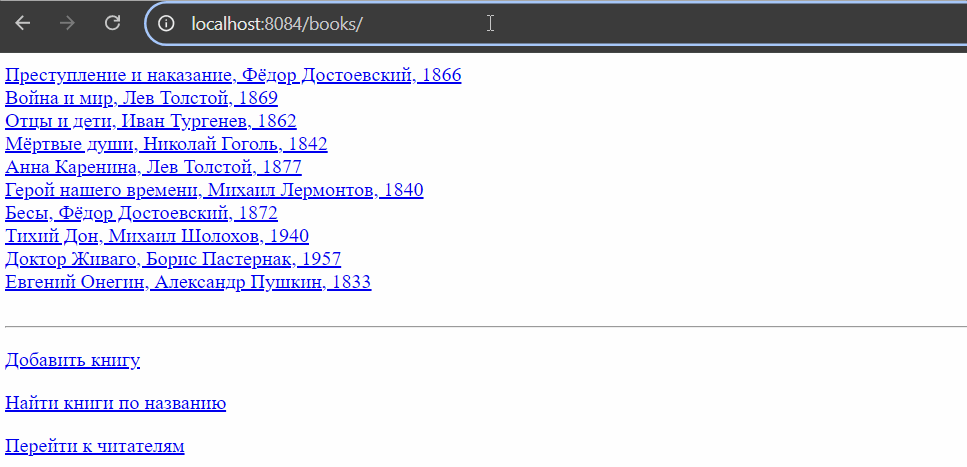 localhost:8084/books/
Преступление и наказание, Фёдор Достоевский, 1866
Война и мир, Лев Толстой, 1869
Отцы и дети, Иван Тургенев, 1862
Мёртвые души, Николай Гоголь, 1842
Анна Каренина, Лев Толстой, 1877
Герой нашего времени, Михаил Лермонтов, 1840
Бесы, Фёдор Достоевский, 1872
Тихий Дон, Михаил Шолохов, 1940
Доктор Живаго, Борис Пастернак, 1957
Евгений Онегин, Александр Пушкин, 1833
Добавить книгу
Найти книги по названию
Перейти к читателям